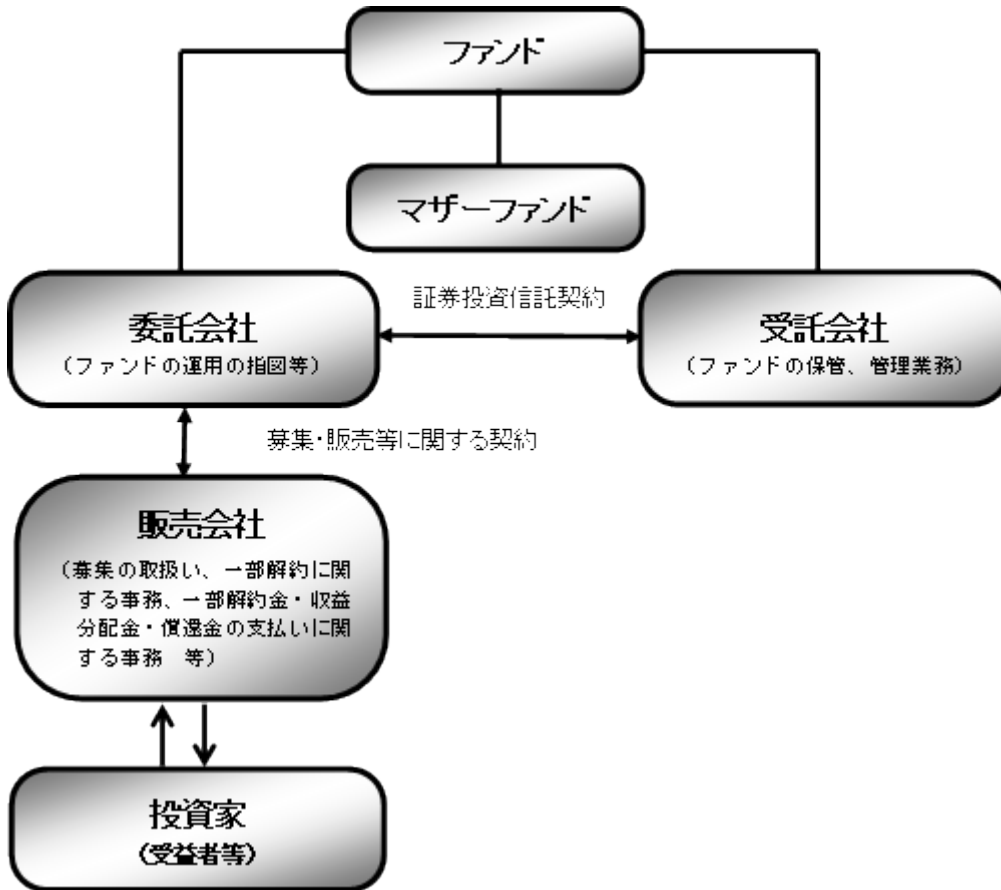 ファンド
マザーファンド
証券投資信託契約
委託会社
（ファンドの運用の指図等）
受託会社
（ファンドの保管、管理業務）
募集・販売等に関する契約
販売会社
（募集の取扱い、一部解約に関
する事務、一部解約金・収益
分配金・償還金の支払いに関
する事務　等）
投資家
（受益者等）